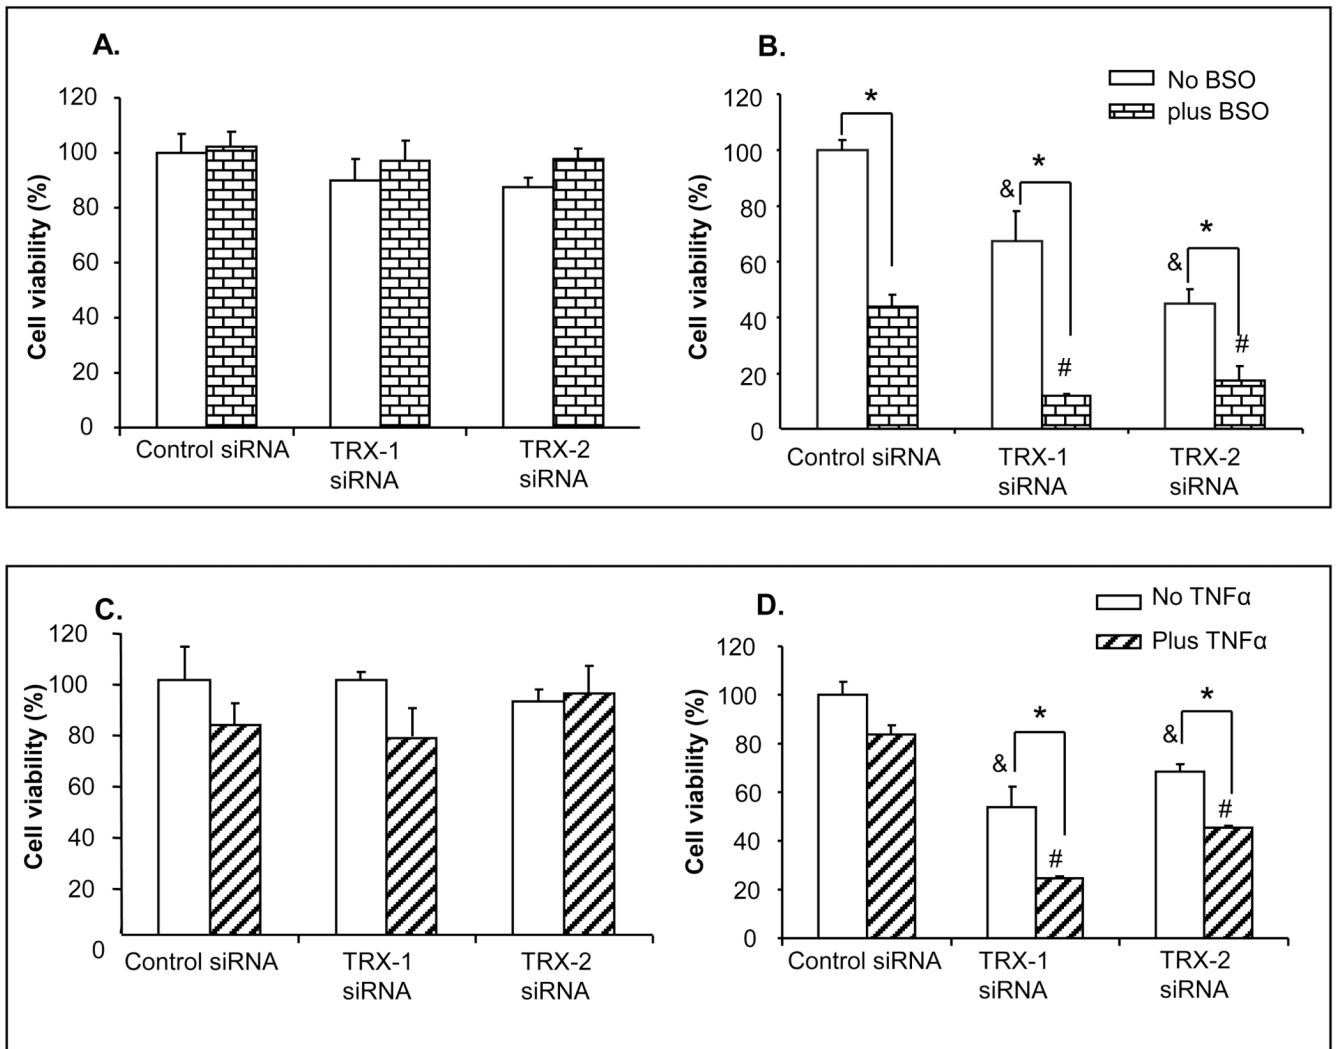 A.
120
100
80
60
40
20
0
Cell viability (%)
Control siRNA
TRX-1
siRNA
TRX-2
siRNA
B.
No BSO
plus BSO
120
100
80
60
40
20
0
Cell viability (%)
*
&
*
#
&
*
#
Control siRNA
TRX-1
siRNA
TRX-2
siRNA
C.
120
100
80
60
40
20
0
Cell viability (%)
Control siRNA
TRX-1
siRNA
TRX-2
siRNA
D.
No TNFα
Plus TNFα
120
100
80
60
40
20
0
Cell viability (%)
&
*
#
&
*
#
Control siRNA
TRX-1
siRNA
TRX-2
siRNA